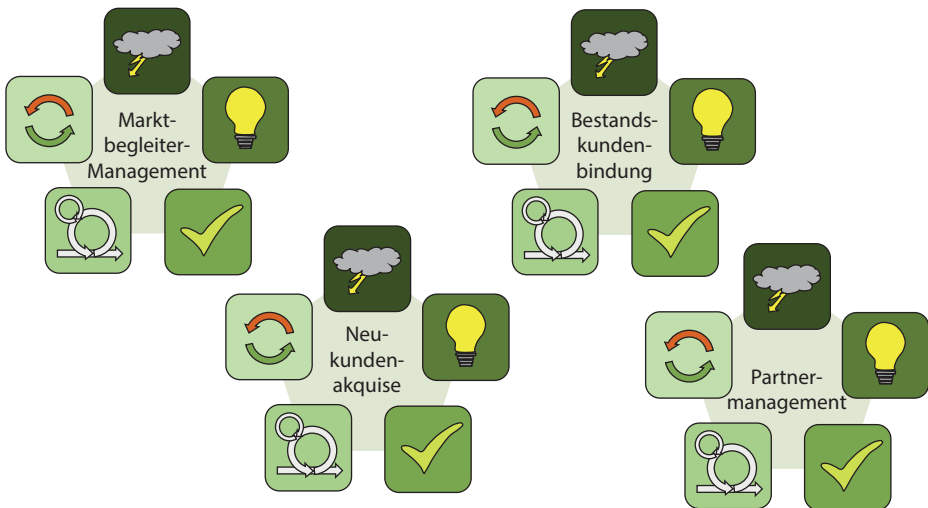 Markt-
begleiter-
Management
Bestands-
kunden-
bindung
Neu-
kunden-
akquise
Partner-
management